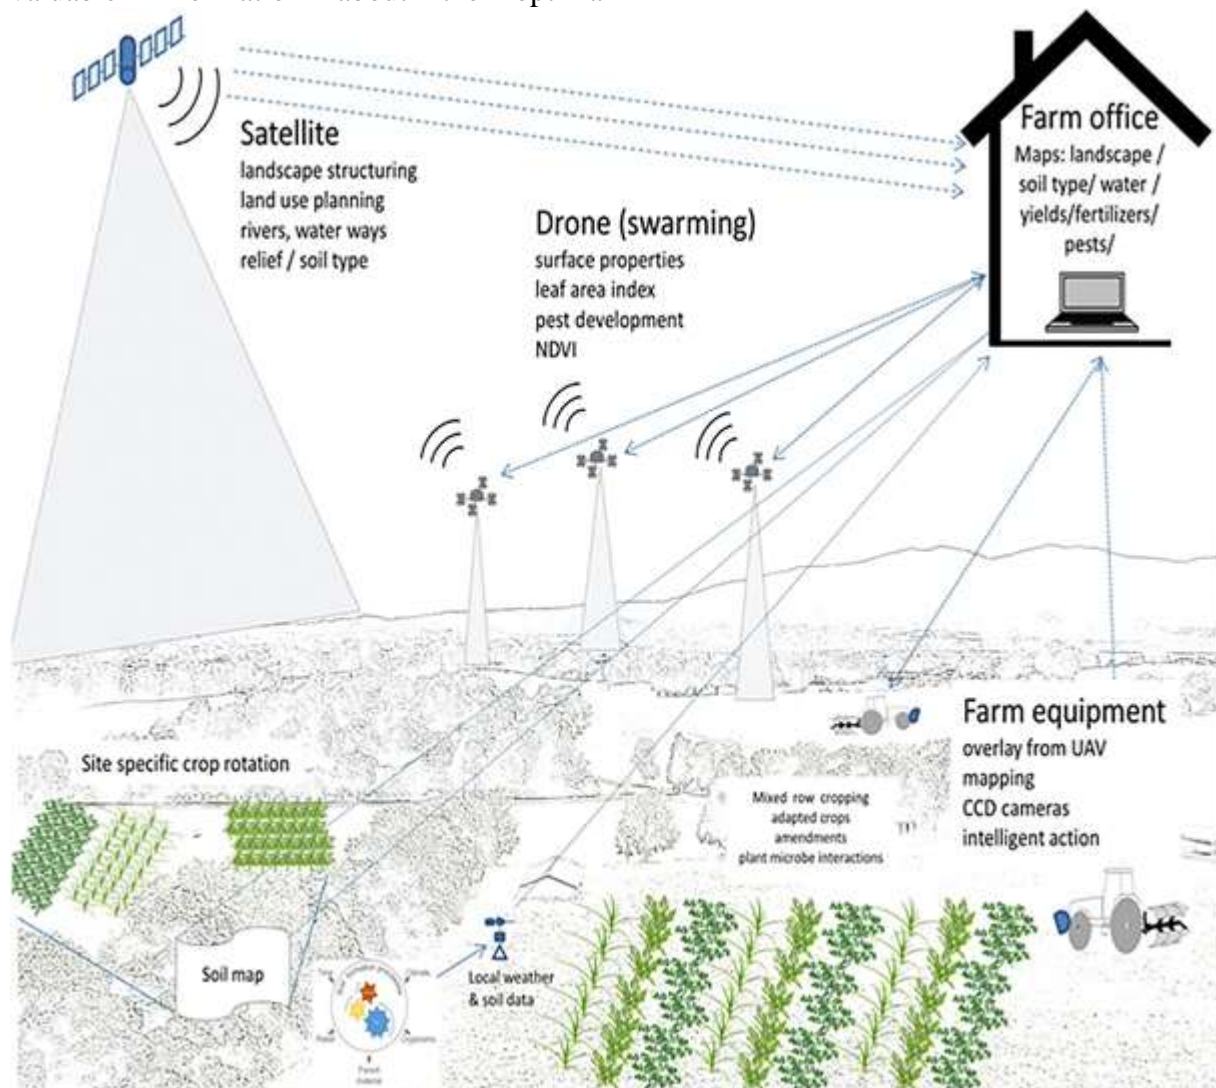 Satellite
landscape structuring
land use planning
rivers, water ways
relief / soil type
Drone (swarming)
surface properties
leaf area index
pest development
NDVI
Farm office
Maps: landscape /
soil type/ water /
yields/fertilizers/
pests/
Farm equipment
overlay from UAV
mapping
CCD cameras
intelligent action
Site specific crop rotation
Mixed row cropping
adapted crops
amendments
plant microbe interactions
Soil map
Local weather
& soil data